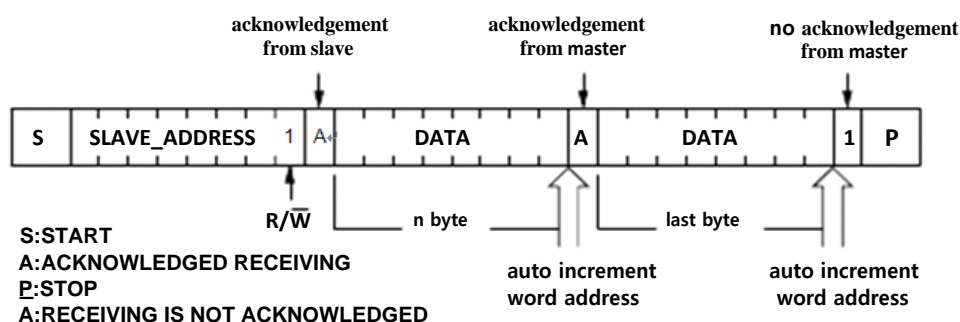 acknowledgement
from slave
acknowledgement
from master
no acknowledgement
from master
S SLAVE_ADDRESS 1 A↵ DATA A DATA 1 P
R/W̅
n byte
last byte
auto increment
word address
auto increment
word address
S:START
A:ACKNOWLEDGED RECEIVING
P:STOP
A:RECEIVING IS NOT ACKNOWLEDGED